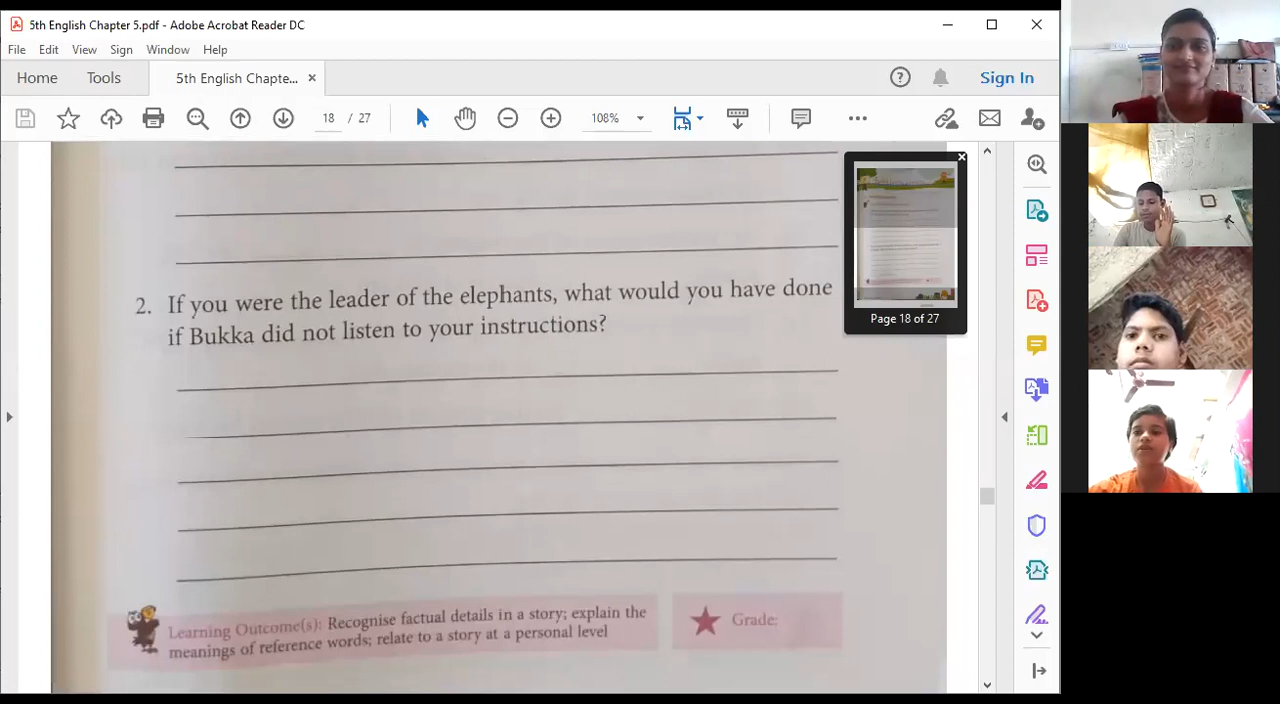 5th English Chapter 5.pdf - Adobe Acrobat Reader DC
File Edit View Sign Window Help
Home Tools 5th English Chapte... × Sign In
18 / 27 108%
2. If you were the leader of the elephants, what would you have done
if Bukka did not listen to your instructions?
Page 18 of 27
Learning Outcome(s): Recognise factual details in a story; explain the
meanings of reference words; relate to a story at a personal level
Grade: